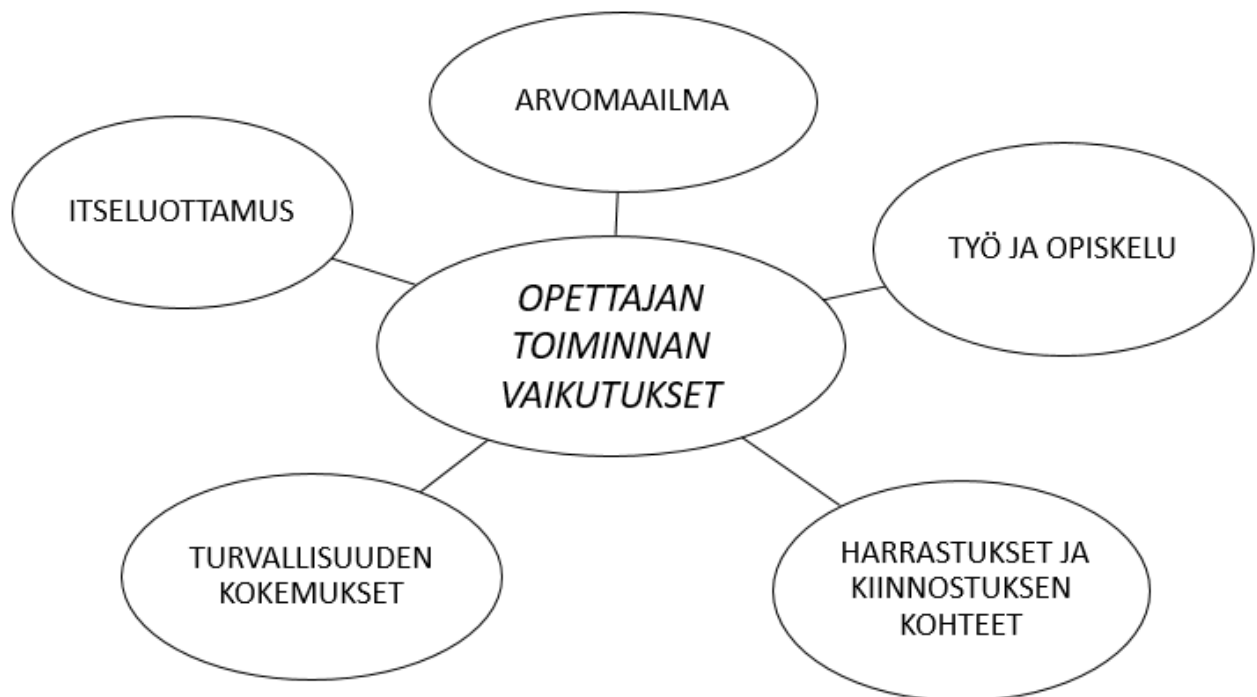 ARVOMAAILMA
ITSELUOTTAMUS
TYÖ JA OPISKELU
OPETTAJAN
TOIMINNAN
VAIKUTUKSET
TURVALLISUUDEN
KOKEMUKSET
HARRASTUKSET JA
KIINNOSTUKSEN
KOHTEET